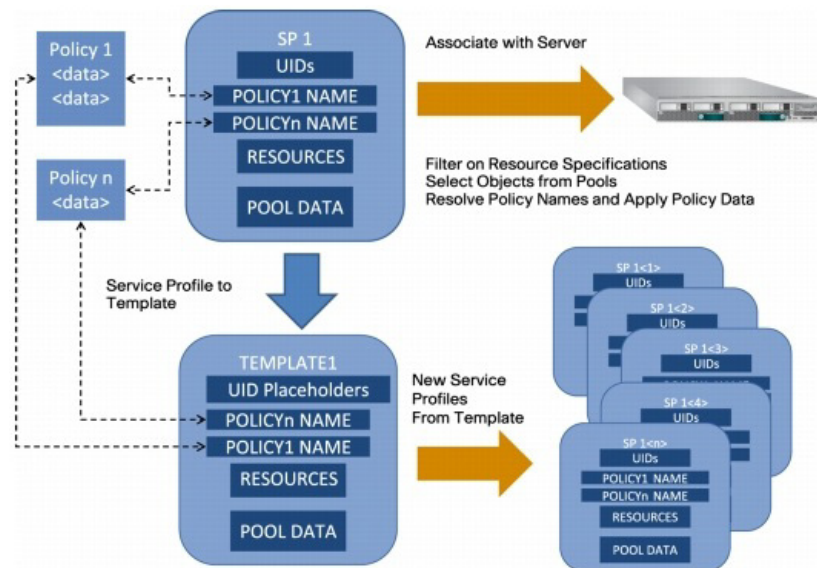 Policy 1
<data>
<data>
Policy n
<data>
SP 1
UIDs
POLICY1 NAME
POLICYn NAME
RESOURCES
POOL DATA
Associate with Server
Filter on Resource Specifications
Select Objects from Pools
Resolve Policy Names and Apply Policy Data
Service Profile to
Template
TEMPLATE1
UID Placeholders
POLICYn NAME
POLICY1 NAME
RESOURCES
POOL DATA
New Service
Profiles
From Template
SP 1<1>
UIDs
SP 1<2>
UIDs
SP 1<3>
UIDs
SP 1<4>
UIDs
SP 1<n>
UIDs
POLICY1 NAME
POLICYn NAME
RESOURCES
POOL DATA